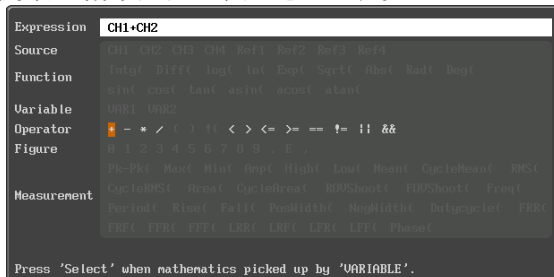 Expression CH1+CH2
Source CH1 CH2 CH3 CH4 Ref1 Ref2 Ref3 Ref4
Function Intg( Diff( log( ln( Exp( Sqrt( Abs( Rad( Deg(
sin( cos( tan( asin( acos( atan(
Variable VAR1 VAR2
Operator + - * / ( ) !( < > <= >= == != || &&
Figure 0 1 2 3 4 5 6 7 8 9 . E ,
Measurement Pk-Pk( Max( Min( Amp( High( Low( Mean( CycleMean( RMS(
CycleRMS( Area( CycleArea( ROVShoot( FOVShoot( Freq(
Period( Rise( Fall( PosWidth( NegWidth( Dutycycle( FRR(
FRF( FFR( FFF( LRR( LRF( LFR( LFF( Phase(
Press 'Select' when mathematics picked up by 'VARIABLE'.